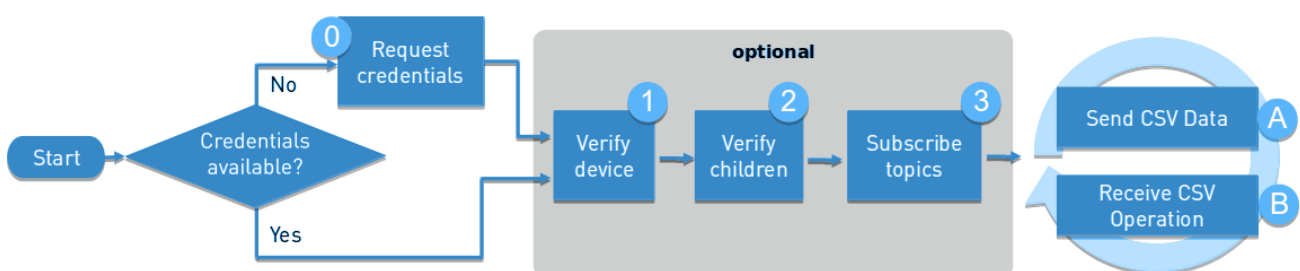 Start
Credentials
available?
No
Yes
0
Request
credentials
optional
1
Verify
device
2
Verify
children
3
Subscribe
topics
Send CSV Data
A
Receive CSV
Operation
B